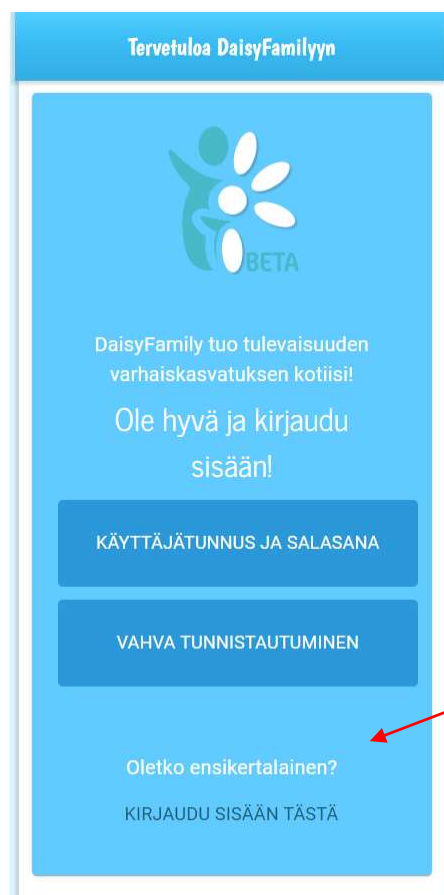 Tervetuloa DaisyFamilyyn
BETA
DaisyFamily tuo tulevaisuuden
varhaiskasvatuksen kotiisi!
Ole hyvä ja kirjaudu
sisään!
KÄYTTÄJÄTUNNUS JA SALASANA
VAHVA TUNNISTAUTUMINEN
Oletko ensikertalainen?
KIRJAUDU SISÄÄN TÄSTÄ